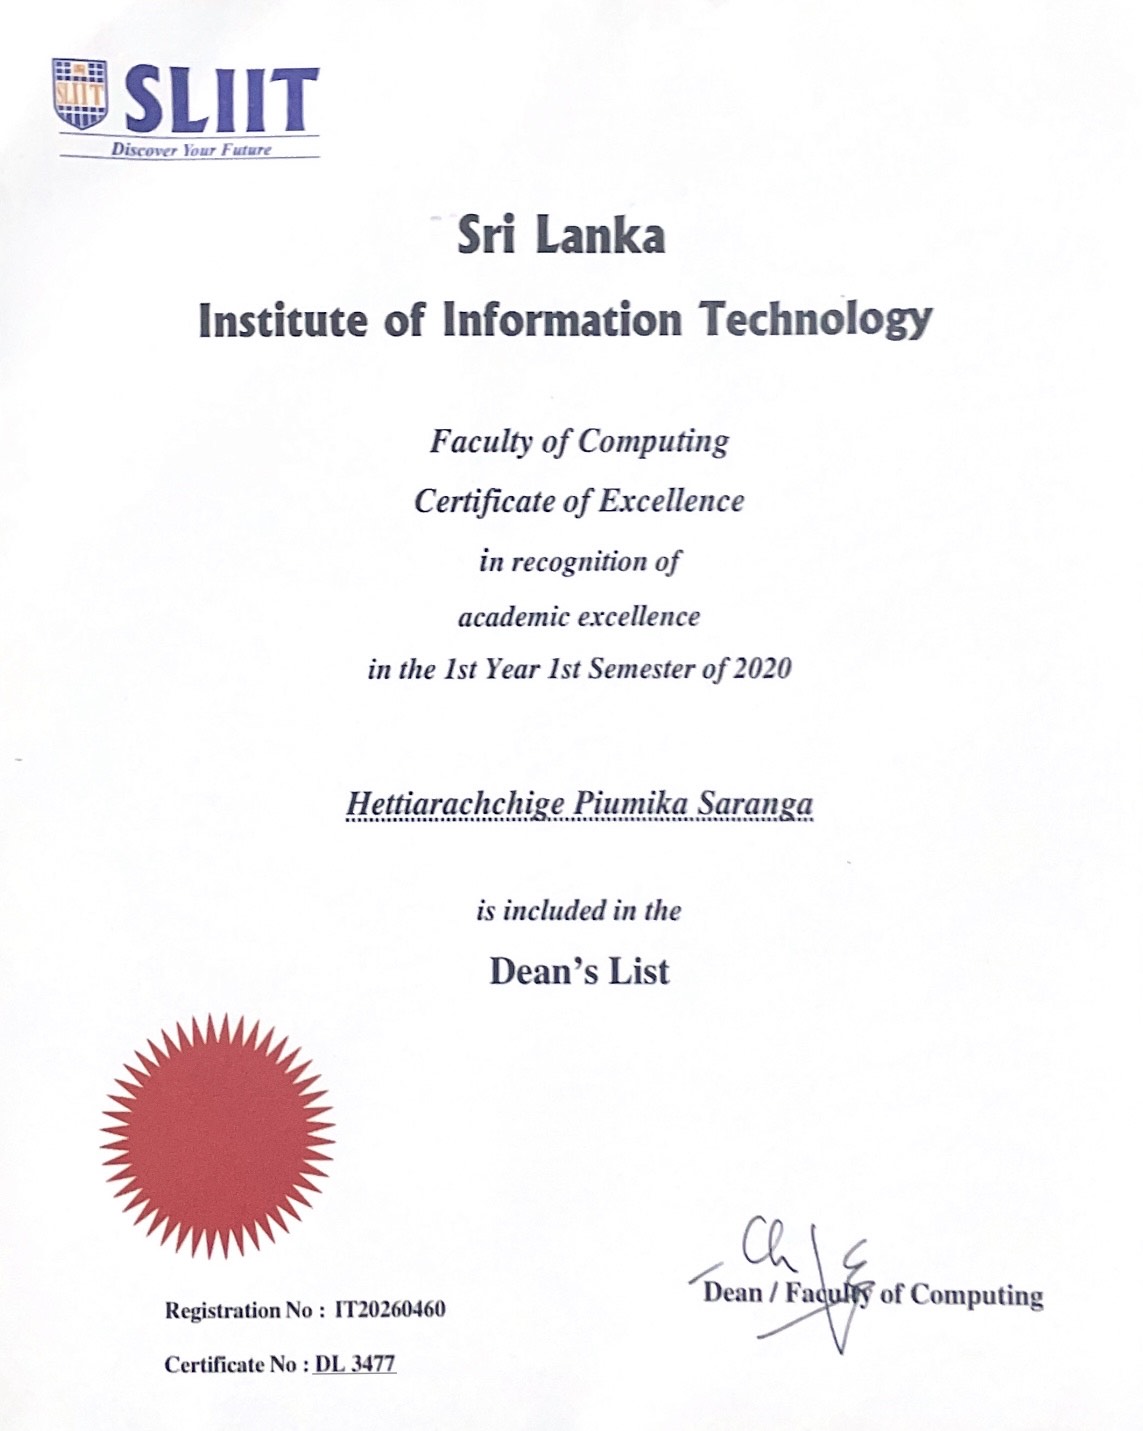 SLIIT
SLIIT
Discover Your Future
Sri Lanka
Institute of Information Technology
Faculty of Computing
Certificate of Excellence
in recognition of
academic excellence
in the 1st Year 1st Semester of 2020
Hettiarachchige Piumika Saranga
is included in the
Dean's List
Dean / Faculty of Computing
Registration No : IT20260460
Certificate No : DL 3477